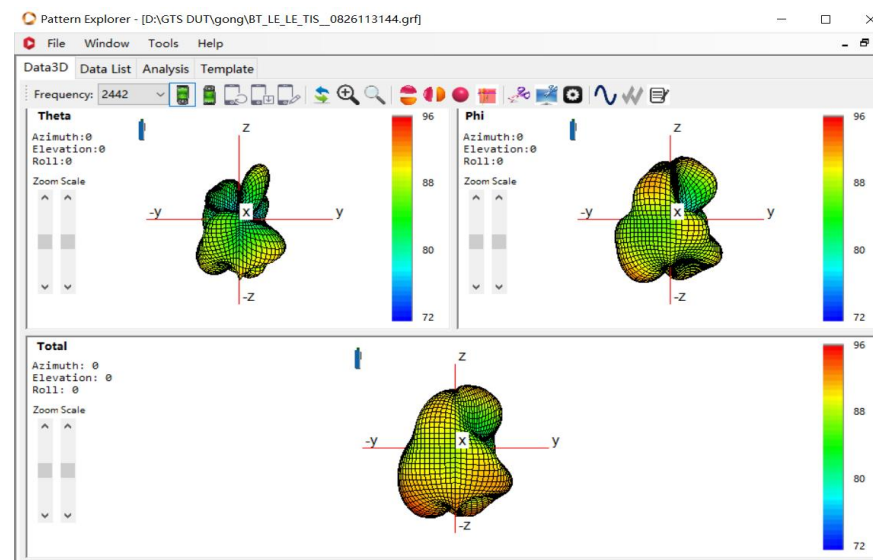 Pattern Explorer - [D:\GTS DUT\gong\BT_LE_LE_TIS__0826113144.grf]
File Window Tools Help
Data3D Data List Analysis Template
Frequency: 2442
Theta
Azimuth:0
Elevation:0
Roll:0
Zoom Scale
z
-y
x
y
-z
96
88
80
72
Phi
Azimuth:0
Elevation:0
Roll:0
Zoom Scale
z
-y
x
y
-z
96
88
80
72
Total
Azimuth: 0
Elevation: 0
Roll: 0
Zoom Scale
z
-y
x
y
-z
96
88
80
72